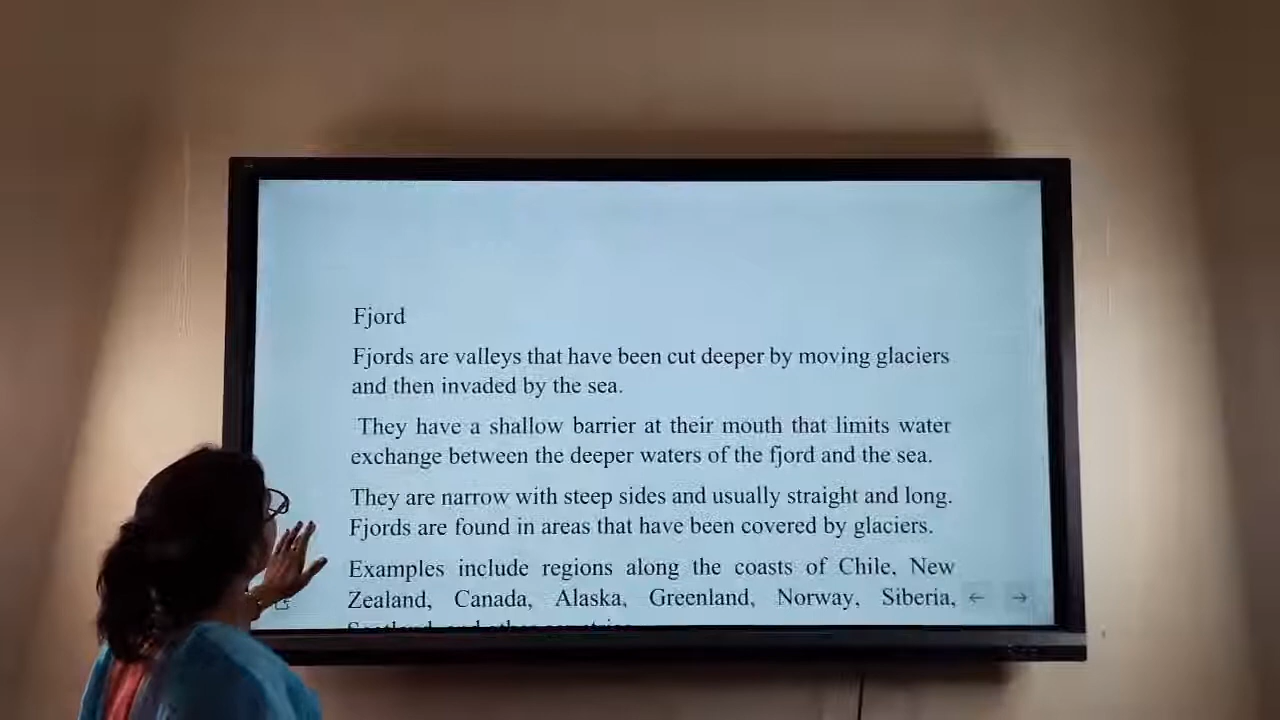 Fjord
Fjords are valleys that have been cut deeper by moving glaciers
and then invaded by the sea.
They have a shallow barrier at their mouth that limits water
exchange between the deeper waters of the fjord and the sea.
They are narrow with steep sides and usually straight and long.
Fjords are found in areas that have been covered by glaciers.
Examples include regions along the coasts of Chile, New
Zealand, Canada, Alaska, Greenland, Norway, Siberia,
Scotland, and other countries.